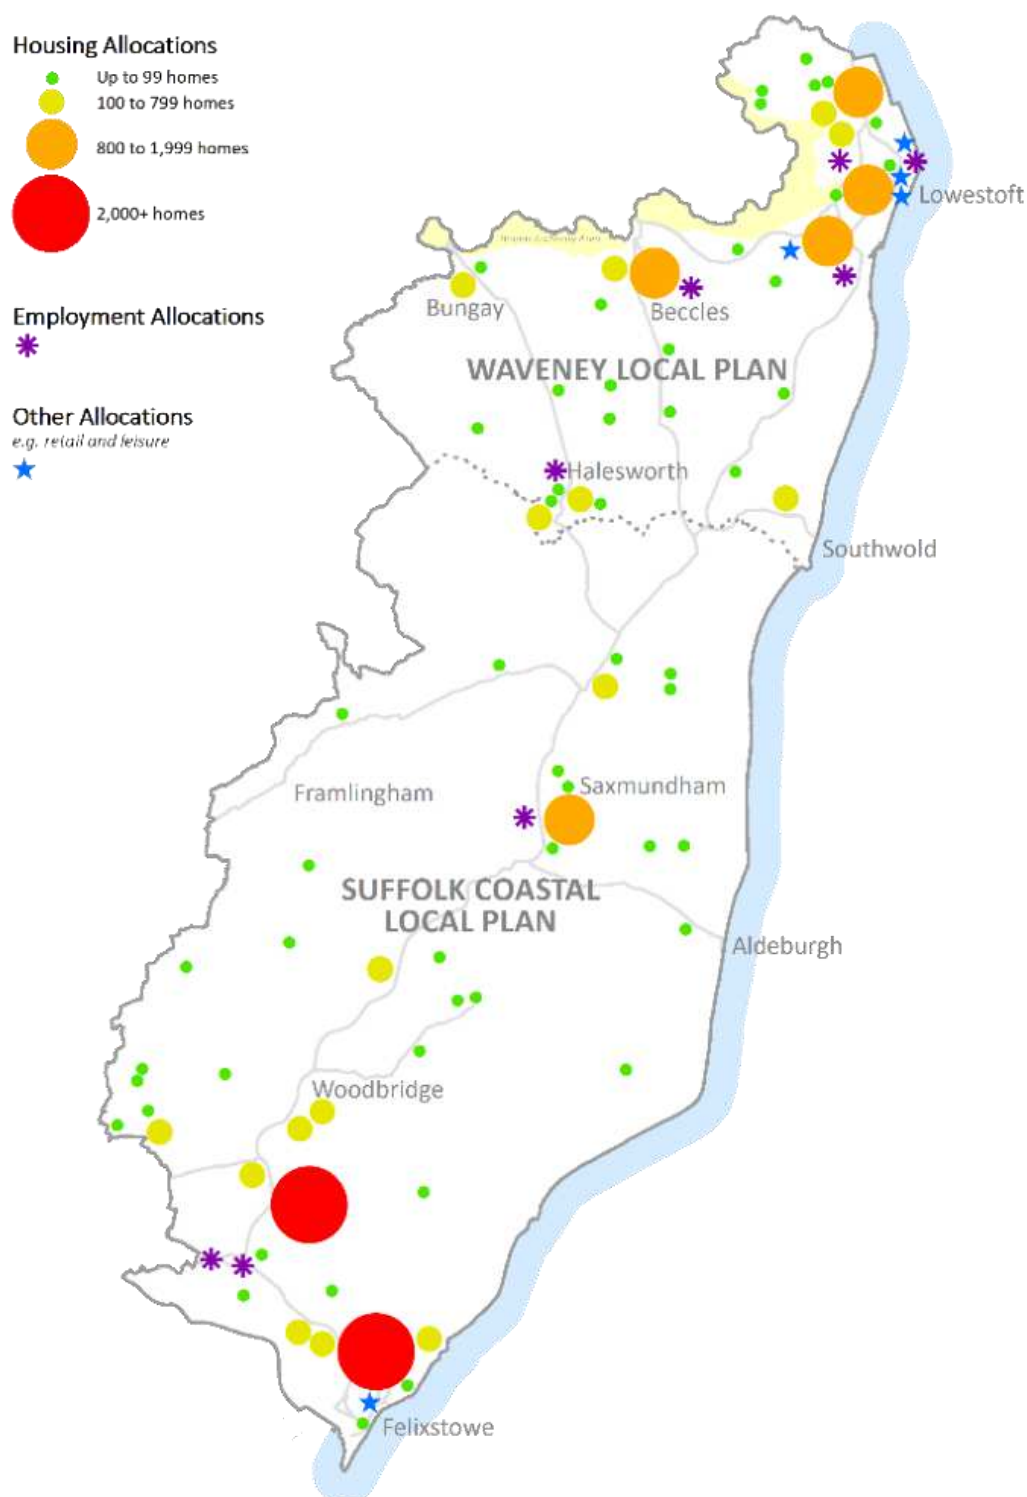 Housing Allocations
Up to 99 homes
100 to 799 homes
800 to 1,999 homes
2,000+ homes
Employment Allocations
Other Allocations
e.g. retail and leisure
Lowestoft
Bungay
Beccles
WAVENEY LOCAL PLAN
Halesworth
Southwold
Saxmundham
Framlingham
SUFFOLK COASTAL
LOCAL PLAN
Aldeburgh
Woodbridge
Felixstowe